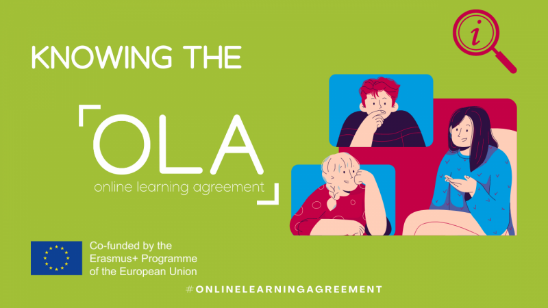 KNOWING THE
OLA
online learning agreement
i
Co-funded by the
Erasmus+ Programme
of the European Union
#ONLINELEARNINGAGREEMENT